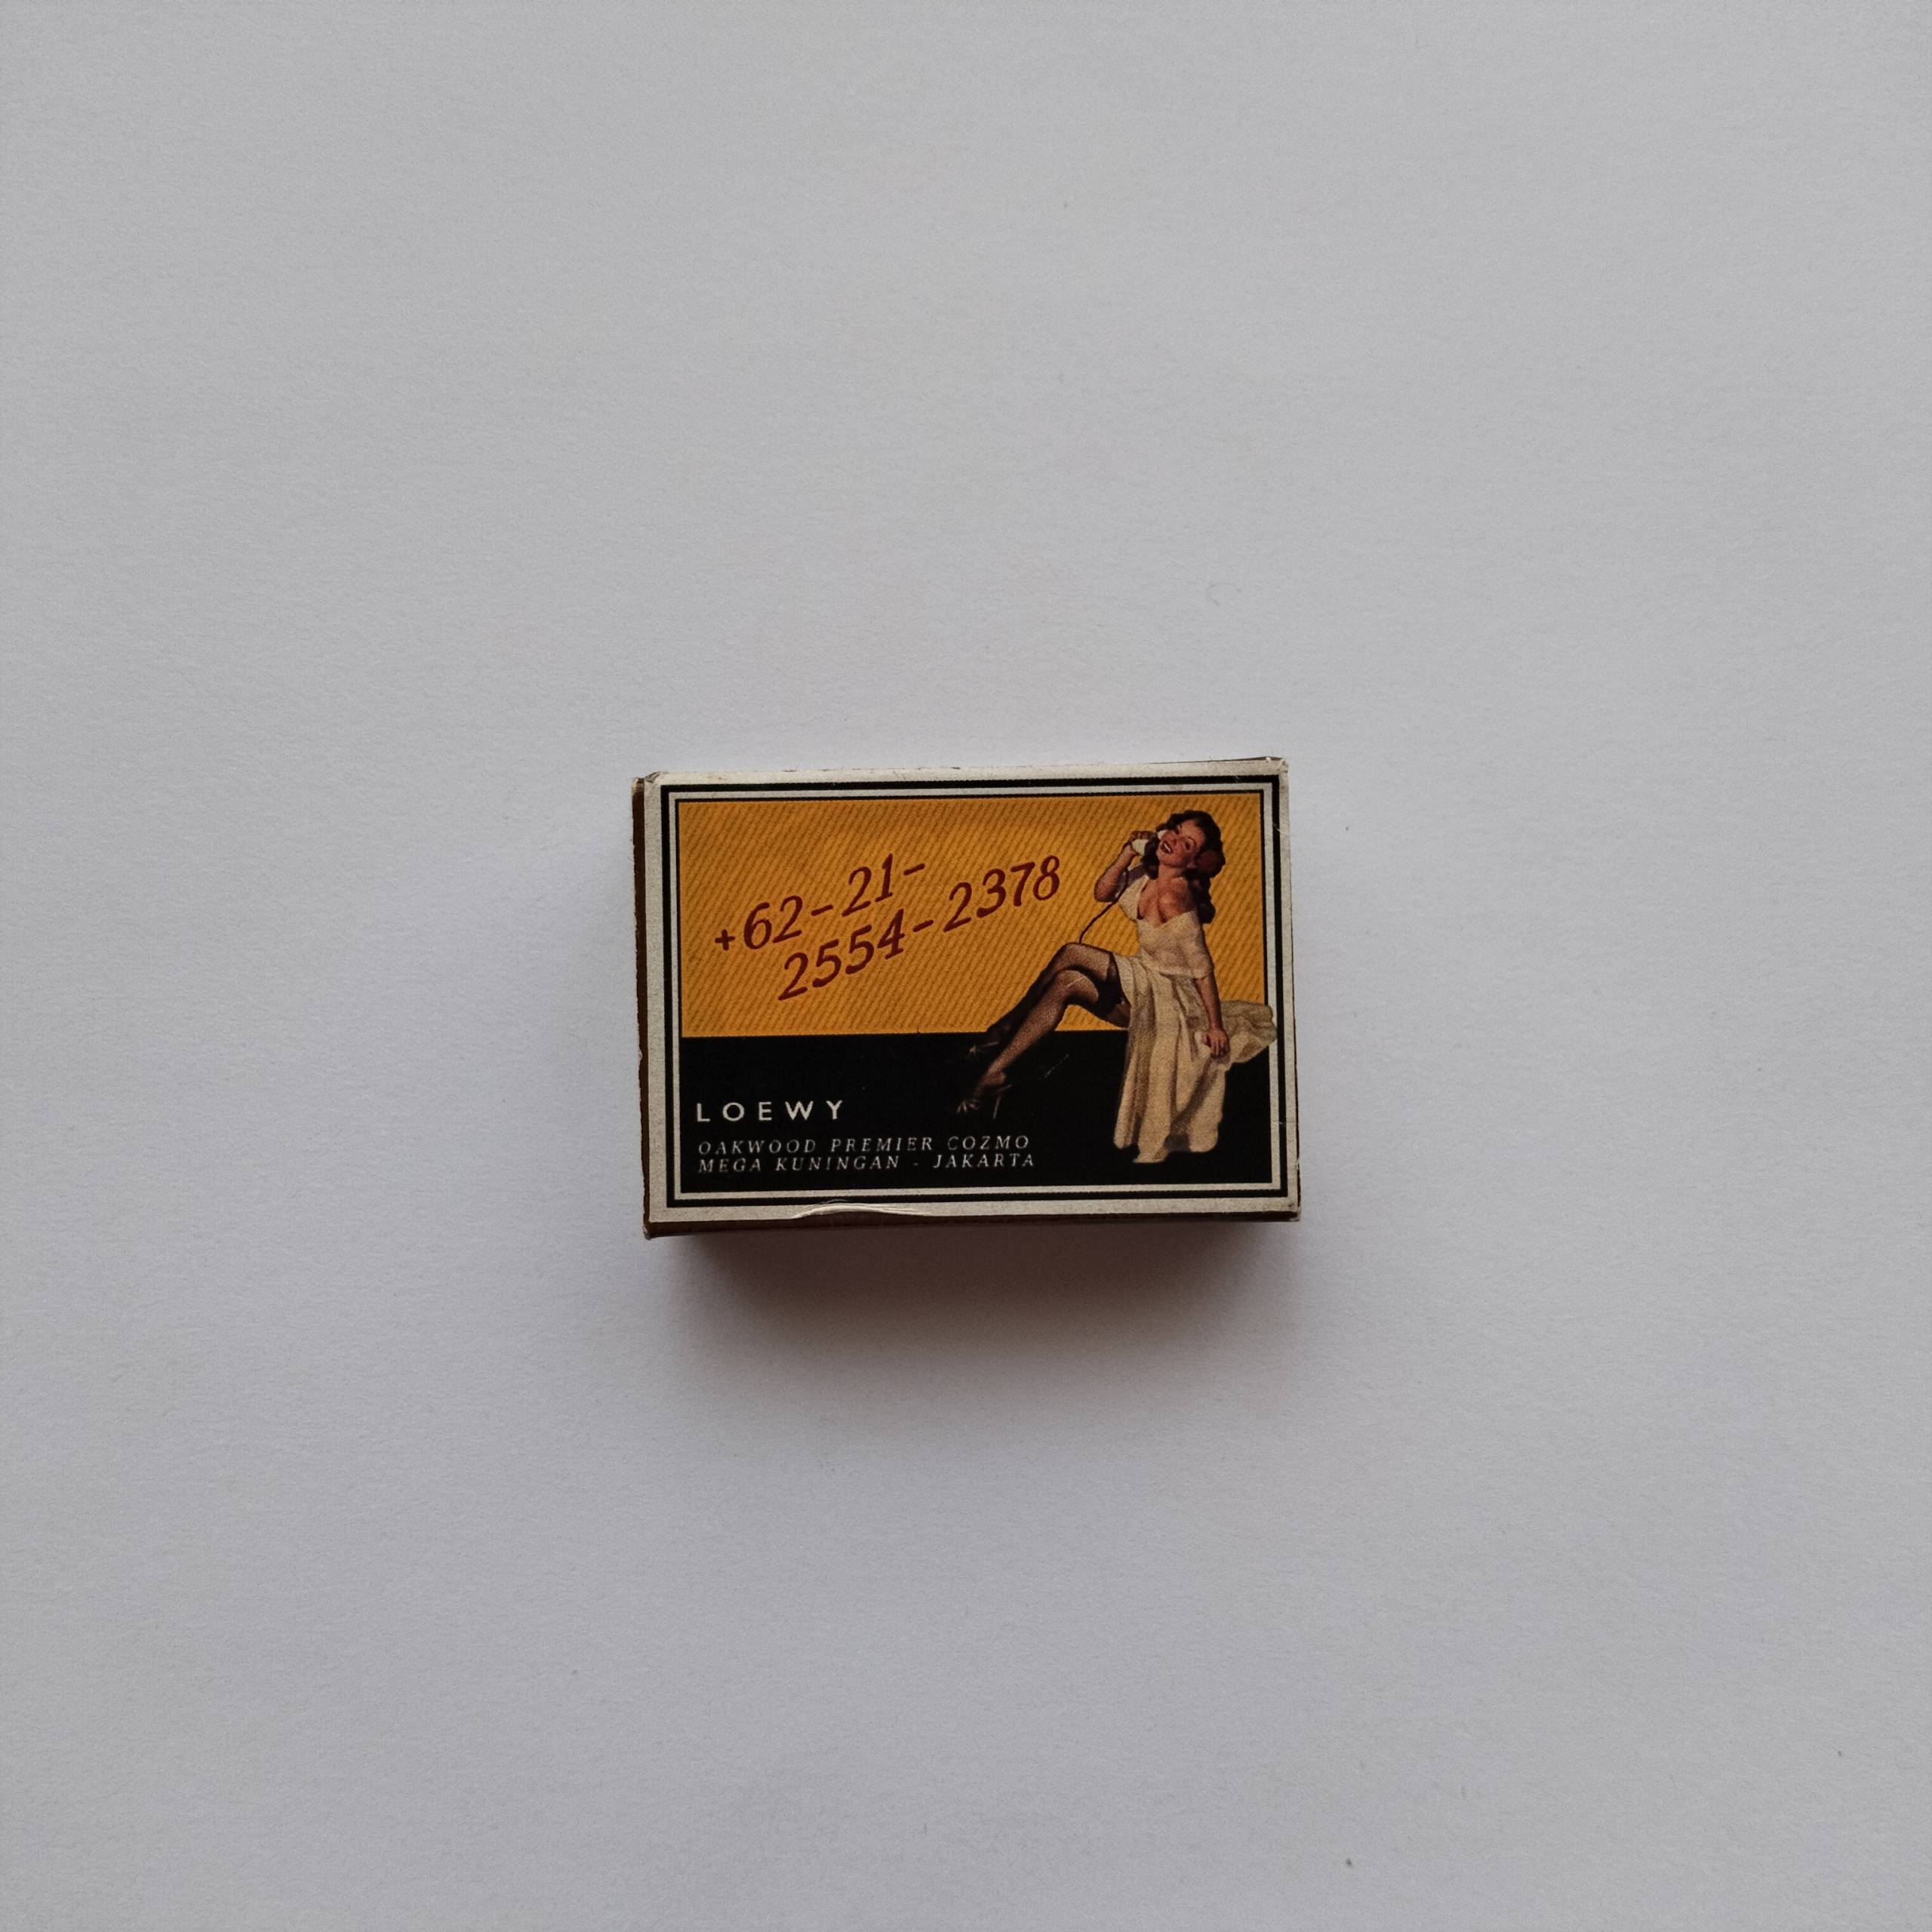 +62-21-
2554-2378
LOEWY
OAKWOOD PREMIER COZMO
MEGA KUNINGAN - JAKARTA